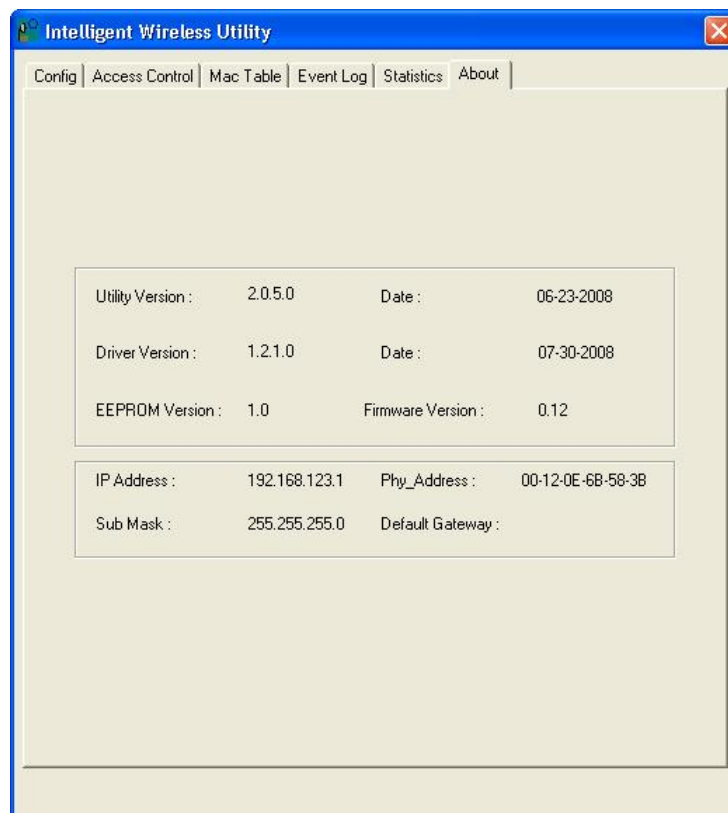 Intelligent Wireless Utility
Config Access Control Mac Table Event Log Statistics About
Utility Version : 2.0.5.0 Date : 06-23-2008
Driver Version : 1.2.1.0 Date : 07-30-2008
EEPROM Version : 1.0 Firmware Version : 0.12
IP Address : 192.168.123.1 Phy_Address : 00-12-0E-6B-58-3B
Sub Mask : 255.255.255.0 Default Gateway :